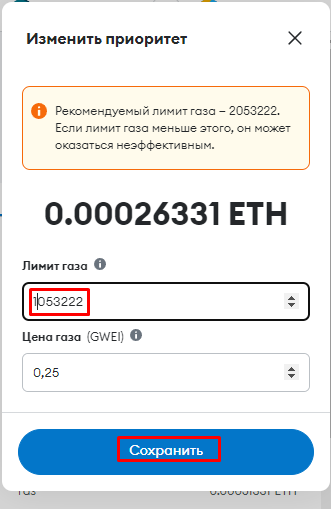 Изменить приоритет
Рекомендуемый лимит газа – 2053222.
Если лимит газа меньше этого, он может
оказаться неэффективным.
0.00026331 ETH
Лимит газа
1053222
Цена газа (GWEI)
0,25
Сохранить
Газ 0.00051331 ETH